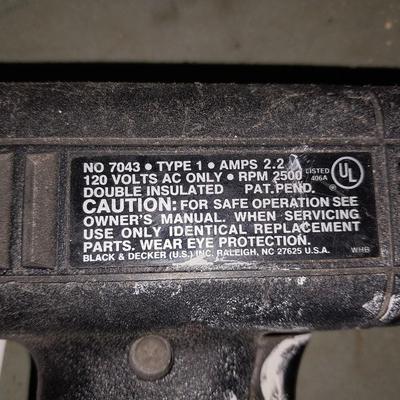 NO 7043 • TYPE 1 • AMPS 2.2
120 VOLTS AC ONLY • RPM 2500
DOUBLE INSULATED PAT.PEND.
LISTED
406A
UL
®
CAUTION: FOR SAFE OPERATION SEE
OWNER'S MANUAL. WHEN SERVICING
USE ONLY IDENTICAL REPLACEMENT
PARTS. WEAR EYE PROTECTION.
BLACK & DECKER (U.S.) INC. RALEIGH, NC 27625 U.S.A.
WHB